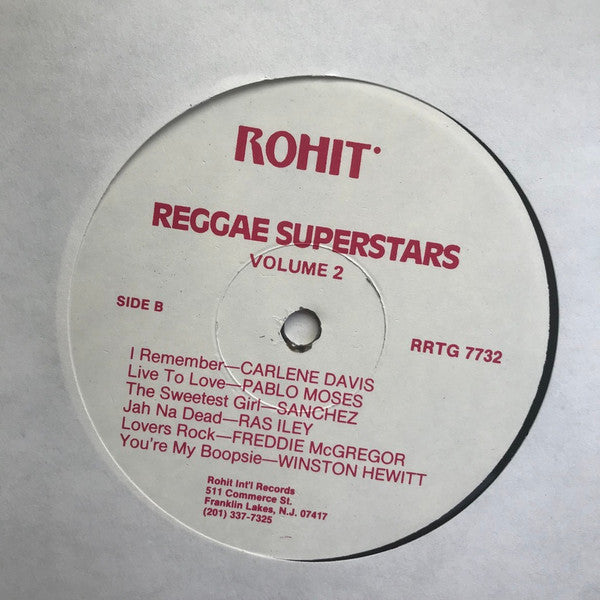 ROHIT
REGGAE SUPERSTARS
VOLUME 2
SIDE B
RRTG 7732
I Remember—CARLENE DAVIS
Live To Love—PABLO MOSES
The Sweetest Girl—SANCHEZ
Jah Na Dead—RAS ILEY
Lovers Rock—FREDDIE McGREGOR
You're My Boopsie—WINSTON HEWITT
Rohit Int'l Records
511 Commerce St.
Franklin Lakes, N.J. 07417
(201) 337-7325